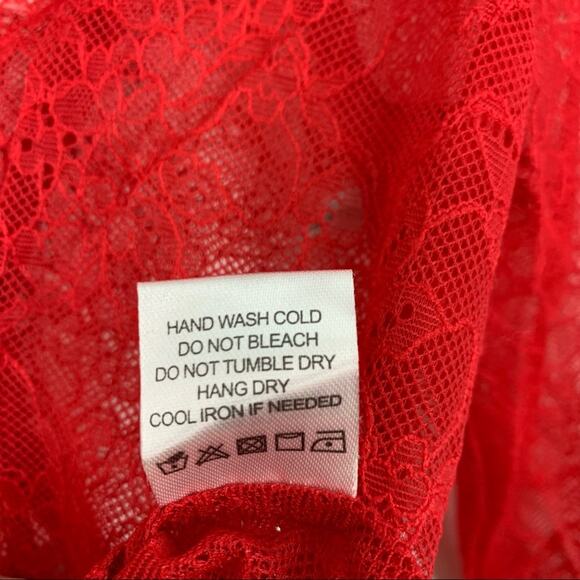 HAND WASH COLD
DO NOT BLEACH
DO NOT TUMBLE DRY
HANG DRY
COOL IRON IF NEEDED